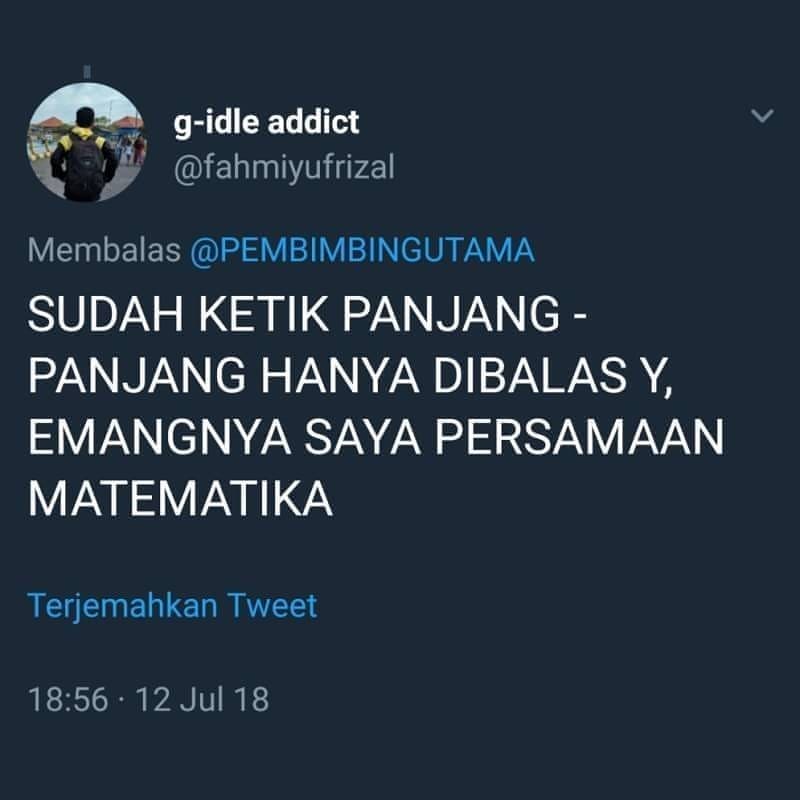 g-idle addict
@fahmiyufrizal
Membalas @PEMBIMBINGUTAMA
SUDAH KETIK PANJANG -
PANJANG HANYA DIBALAS Y,
EMANGNYA SAYA PERSAMAAN
MATEMATIKA
Terjemahkan Tweet
18:56 · 12 Jul 18